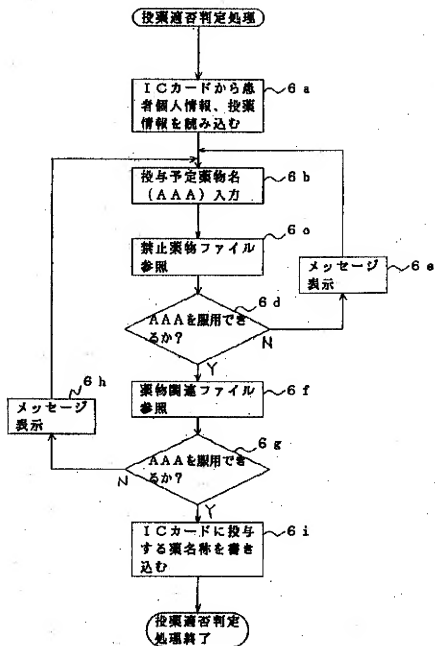 投薬適否判定処理
ICカードから患
者個人情報、投薬
情報を読み込む
6a
投与予定薬物名
(AAA)入力
6b
禁止薬物ファイル
参照
6c
メッセージ
表示
6e
AAAを服用でき
るか?
6d
N
Y
薬物関連ファイル
参照
6f
メッセージ
表示
6h
AAAを服用でき
るか?
6g
N
Y
ICカードに投与
する薬名称を書き
込む
6i
投薬適否判定
処理終了